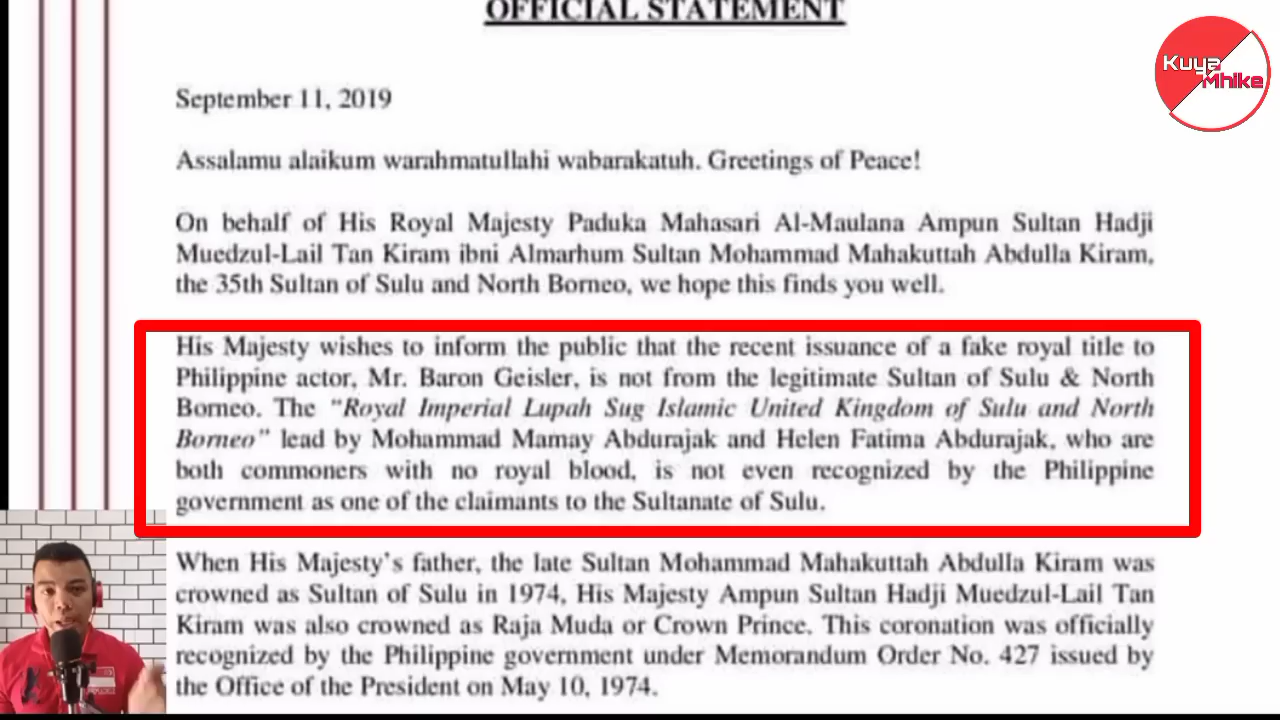 OFFICIAL STATEMENT
Kuya
Mhike
September 11, 2019
Assalamu alaikum warahmatullahi wabarakatuh. Greetings of Peace!
On behalf of His Royal Majesty Paduka Mahasari Al-Maulana Ampun Sultan Hadji
Muedzul-Lail Tan Kiram ibni Almarhum Sultan Mohammad Mahakuttah Abdulla Kiram,
the 35th Sultan of Sulu and North Borneo, we hope this finds you well.
His Majesty wishes to inform the public that the recent issuance of a fake royal title to
Philippine actor, Mr. Baron Geisler, is not from the legitimate Sultan of Sulu & North
Borneo. The "Royal Imperial Lupah Sug Islamic United Kingdom of Sulu and North
Borneo" lead by Mohammad Mamay Abdurajak and Helen Fatima Abdurajak, who are
both commoners with no royal blood, is not even recognized by the Philippine
government as one of the claimants to the Sultanate of Sulu.
When His Majesty's father, the late Sultan Mohammad Mahakuttah Abdulla Kiram was
crowned as Sultan of Sulu in 1974, His Majesty Ampun Sultan Hadji Muedzul-Lail Tan
Kiram was also crowned as Raja Muda or Crown Prince. This coronation was officially
recognized by the Philippine government under Memorandum Order No. 427 issued by
the Office of the President on May 10, 1974.